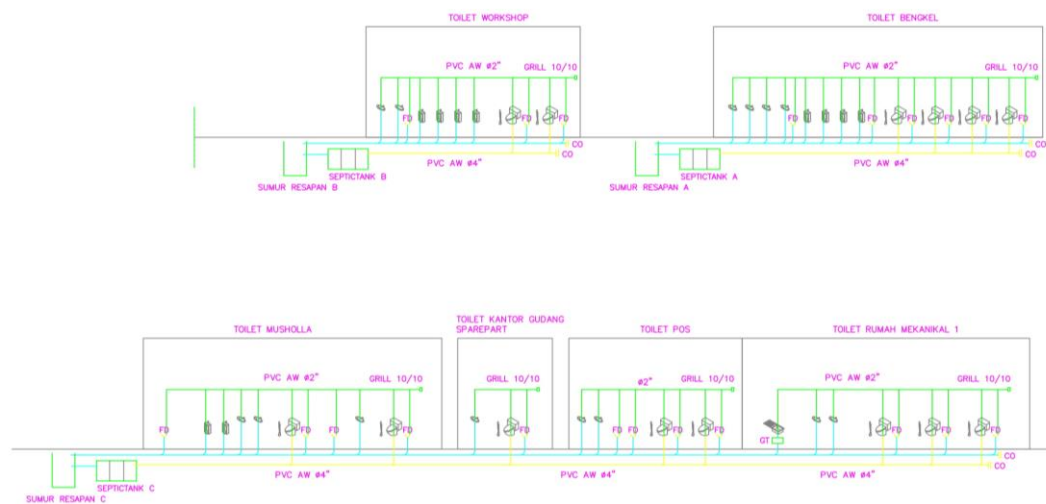 TOILET WORKSHOP
PVC AW ø2"
GRILL 10/10
FD
FD
FD
CO
CO
PVC AW ø4"
SEPTICTANK B
SUMUR RESAPAN B
TOILET BENGKEL
PVC AW ø2"
GRILL 10/10
FD
FD
FD
FD
FD
FD
CO
CO
PVC AW ø4"
SEPTICTANK A
SUMUR RESAPAN A
TOILET MUSHOLLA
PVC AW ø2"
GRILL 10/10
FD
FD
FD
FD
PVC AW ø4"
SEPTICTANK C
SUMUR RESAPAN C
TOILET KANTOR GUDANG
SPAREPART
GRILL 10/10
FD
TOILET POS
ø2"
GRILL 10/10
FD
FD
FD
FD
PVC AW ø4"
TOILET RUMAH MEKANIKAL 1
PVC AW ø2"
GRILL 10/10
GT
FD
FD
FD
CO
CO
PVC AW ø4"